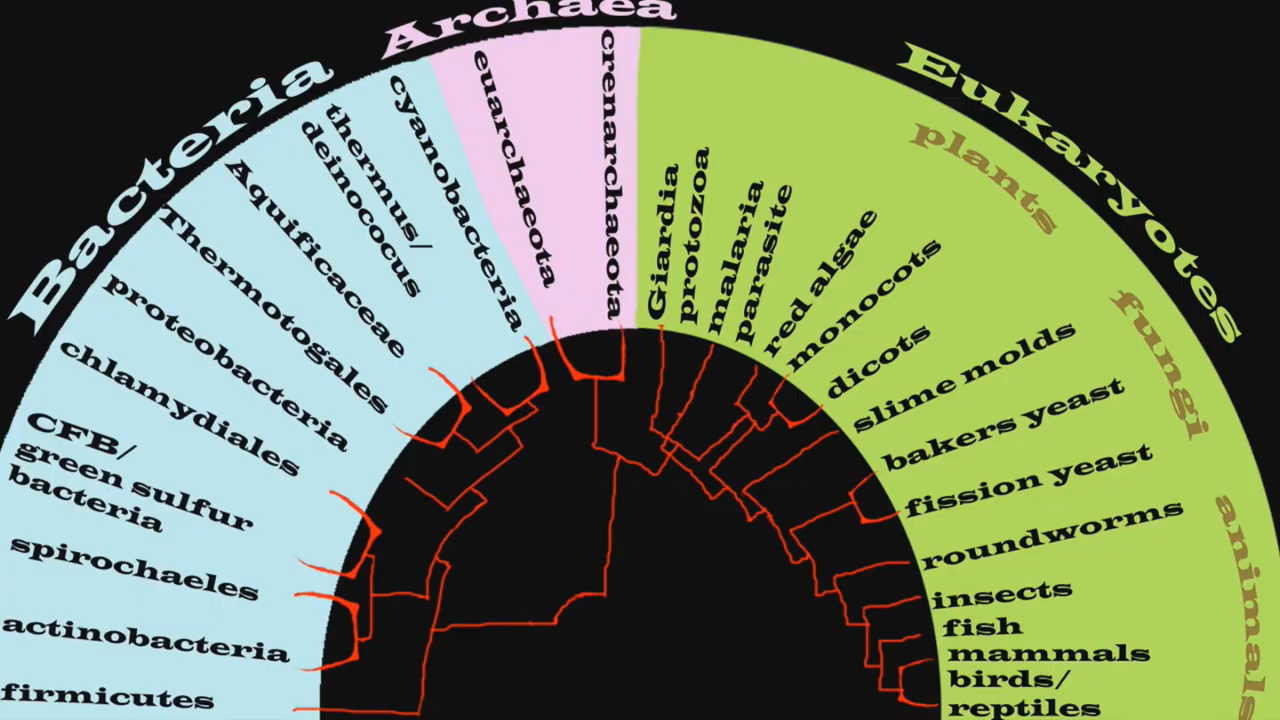 Bacteria
Archaea
Eukaryotes
firmicutes
actinobacteria
spirochaeles
CFB/
green sulfur
bacteria
chlamydiales
proteobacteria
Thermotogales
Aquificaceae
thermus/
deinococus
cyanobacteria
euarchaeota
crenarchaeota
Giardia
protozoa
malaria
parasite
red algae
monocots
dicots
slime molds
bakers yeast
fission yeast
roundworms
insects
fish
mammals
birds/
reptiles
plants
fungi
animals